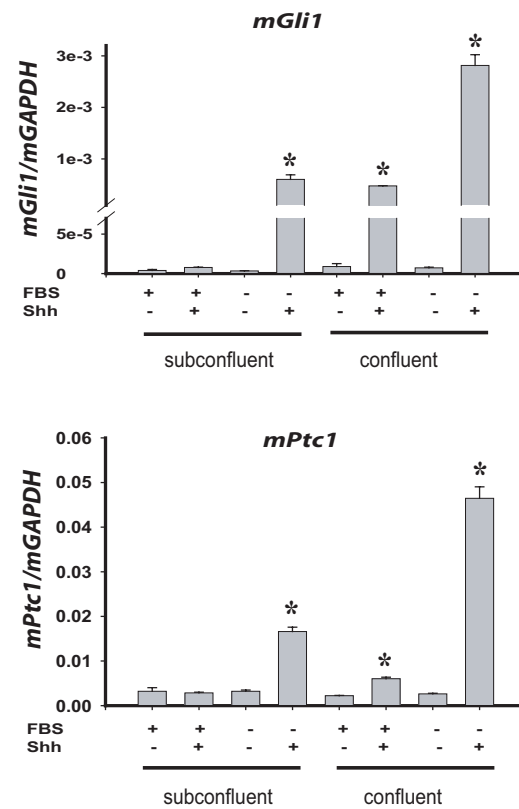 mGli1
mGli1/mGAPDH
3e-3
2e-3
1e-3
5e-5
0
* * *
FBS + + - - + + - -
Shh - + - + - + - +
subconfluent confluent
mPtc1
mPtc1/mGAPDH
0.06
0.05
0.04
0.03
0.02
0.01
0.00
* * *
FBS + + - - + + - -
Shh - + - + - + - +
subconfluent confluent